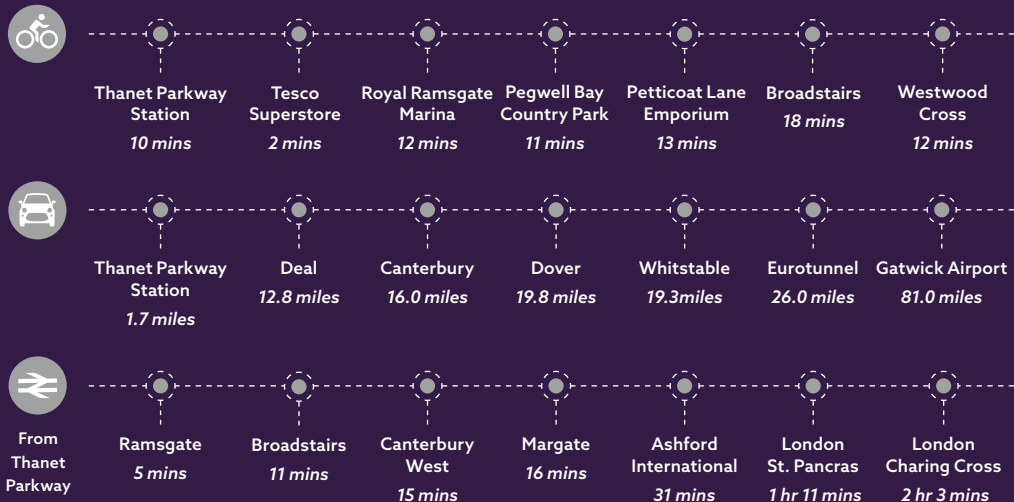 Thanet Parkway
Station
10 mins
Tesco
Superstore
2 mins
Royal Ramsgate
Marina
12 mins
Pegwell Bay
Country Park
11 mins
Petticoat Lane
Emporium
13 mins
Broadstairs
18 mins
Westwood
Cross
12 mins
Thanet Parkway
Station
1.7 miles
Deal
12.8 miles
Canterbury
16.0 miles
Dover
19.8 miles
Whitstable
19.3miles
Eurotunnel
26.0 miles
Gatwick Airport
81.0 miles
From
Thanet
Parkway
Ramsgate
5 mins
Broadstairs
11 mins
Canterbury
West
15 mins
Margate
16 mins
Ashford
International
31 mins
London
St. Pancras
1 hr 11 mins
London
Charing Cross
2 hr 3 mins